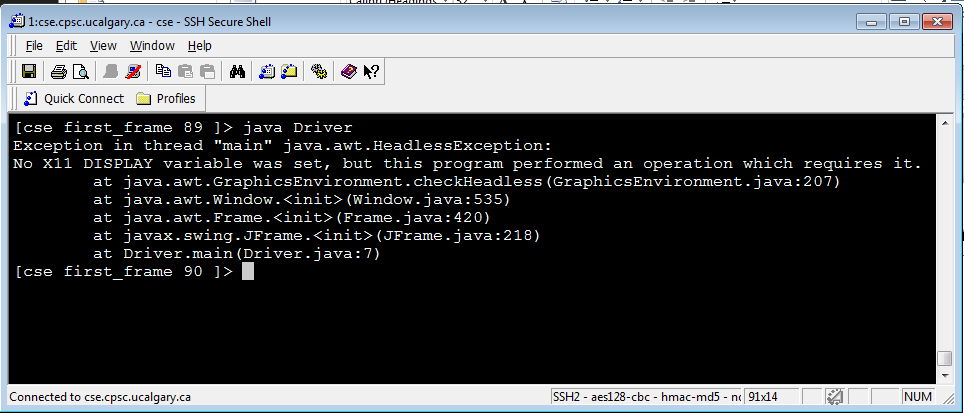 1:cse.cpsc.ucalgary.ca - cse - SSH Secure Shell
File Edit View Window Help
Quick Connect Profiles
[cse first_frame 89 ]> java Driver
Exception in thread "main" java.awt.HeadlessException:
No X11 DISPLAY variable was set, but this program performed an operation which requires it.
at java.awt.GraphicsEnvironment.checkHeadless(GraphicsEnvironment.java:207)
at java.awt.Window.<init>(Window.java:535)
at java.awt.Frame.<init>(Frame.java:420)
at javax.swing.JFrame.<init>(JFrame.java:218)
at Driver.main(Driver.java:7)
[cse first_frame 90 ]>
Connected to cse.cpsc.ucalgary.ca SSH2 - aes128-cbc - hmac-md5 - nc 91x14 NUM